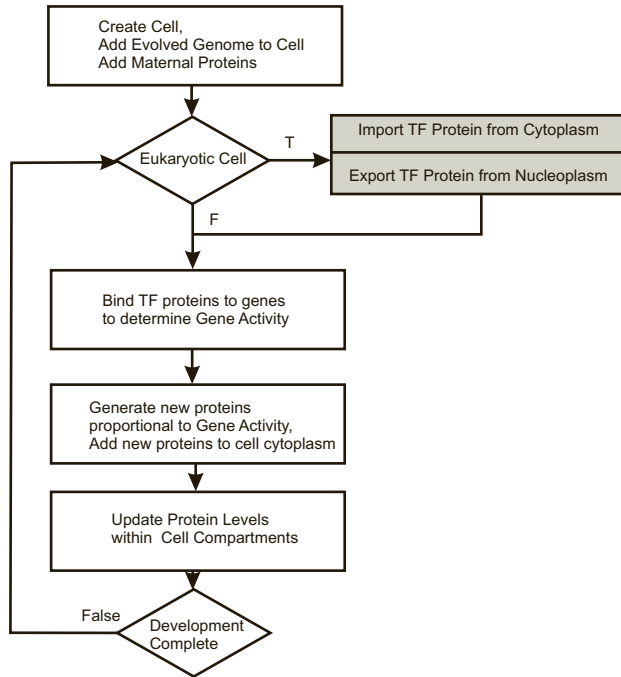 Create Cell,
Add Evolved Genome to Cell
Add Maternal Proteins
Eukaryotic Cell
T
Import TF Protein from Cytoplasm
Export TF Protein from Nucleoplasm
F
Bind TF proteins to genes
to determine Gene Activity
Generate new proteins
proportional to Gene Activity,
Add new proteins to cell cytoplasm
Update Protein Levels
within Cell Compartments
False
Development
Complete